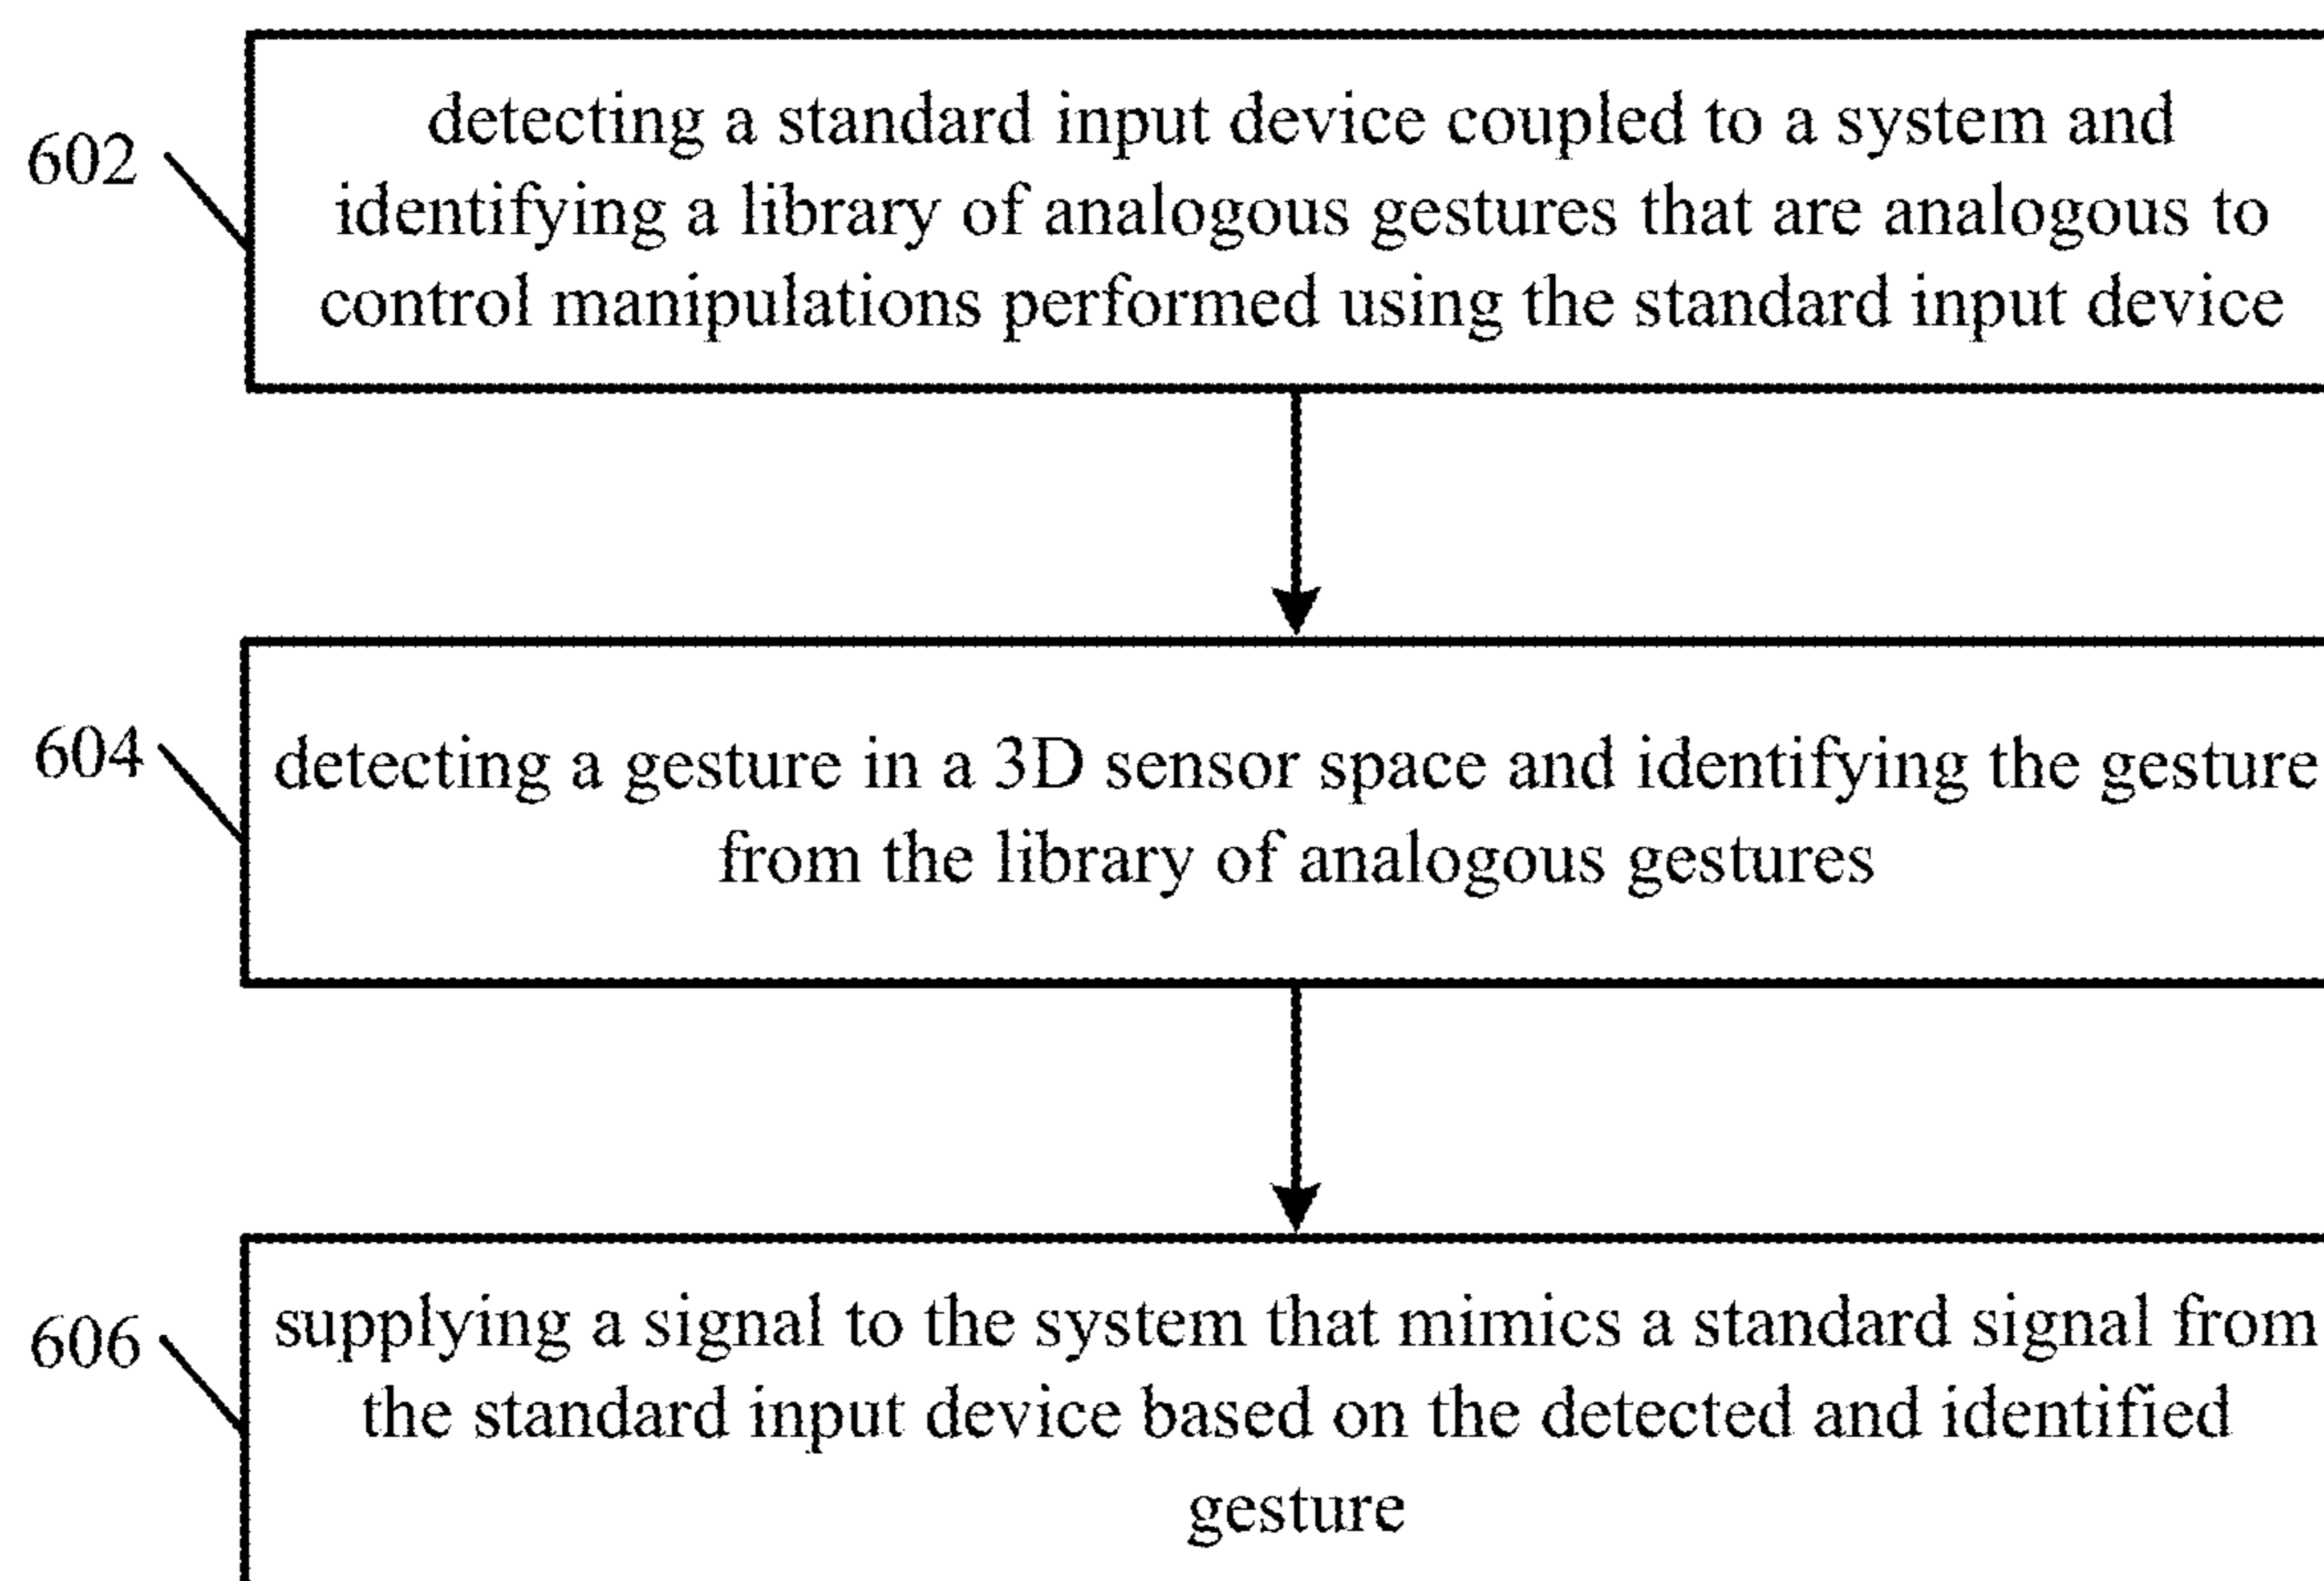 602
detecting a standard input device coupled to a system and
identifying a library of analogous gestures that are analogous to
control manipulations performed using the standard input device
604
detecting a gesture in a 3D sensor space and identifying the gesture
from the library of analogous gestures
606
supplying a signal to the system that mimics a standard signal from
the standard input device based on the detected and identified
gesture